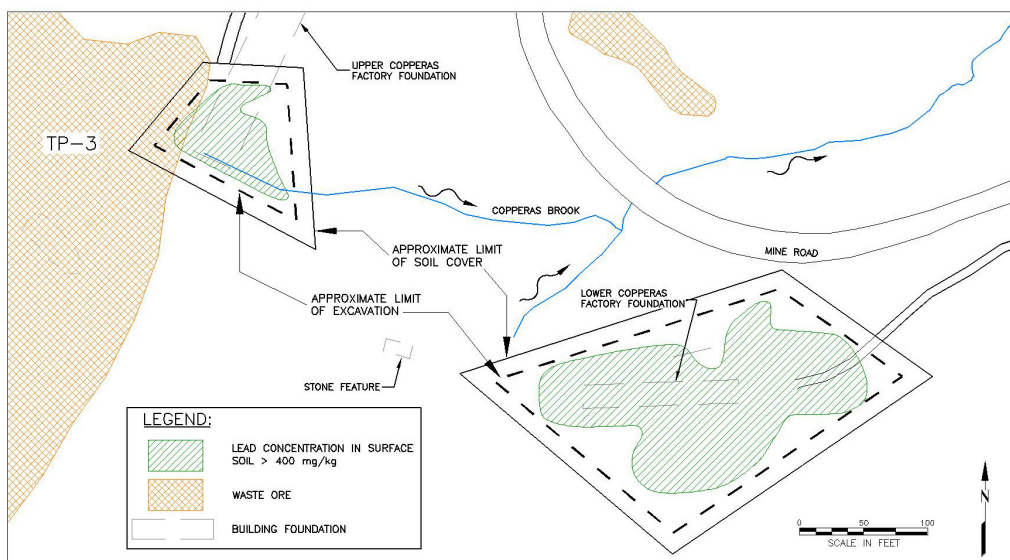 UPPER COPPERAS
FACTORY FOUNDATION
TP-3
COPPERAS BROOK
MINE ROAD
APPROXIMATE LIMIT
OF SOIL COVER
APPROXIMATE LIMIT
OF EXCAVATION
LOWER COPPERAS
FACTORY FOUNDATION
STONE FEATURE
LEGEND:
LEAD CONCENTRATION IN SURFACE
SOIL > 400 mg/kg
WASTE ORE
BUILDING FOUNDATION
N
0 50 100
SCALE IN FEET